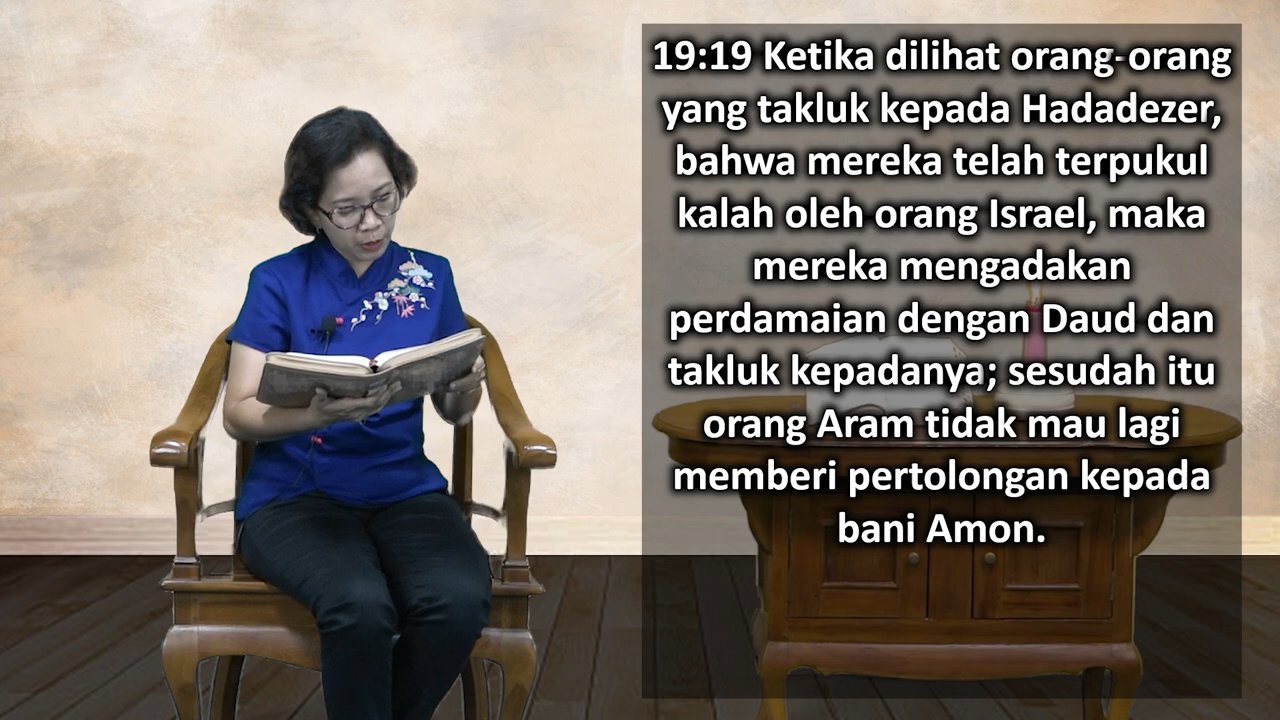 19:19 Ketika dilihat orang-orang
yang takluk kepada Hadadezer,
bahwa mereka telah terpukul
kalah oleh orang Israel, maka
mereka mengadakan
perdamaian dengan Daud dan
takluk kepadanya; sesudah itu
orang Aram tidak mau lagi
memberi pertolongan kepada
bani Amon.